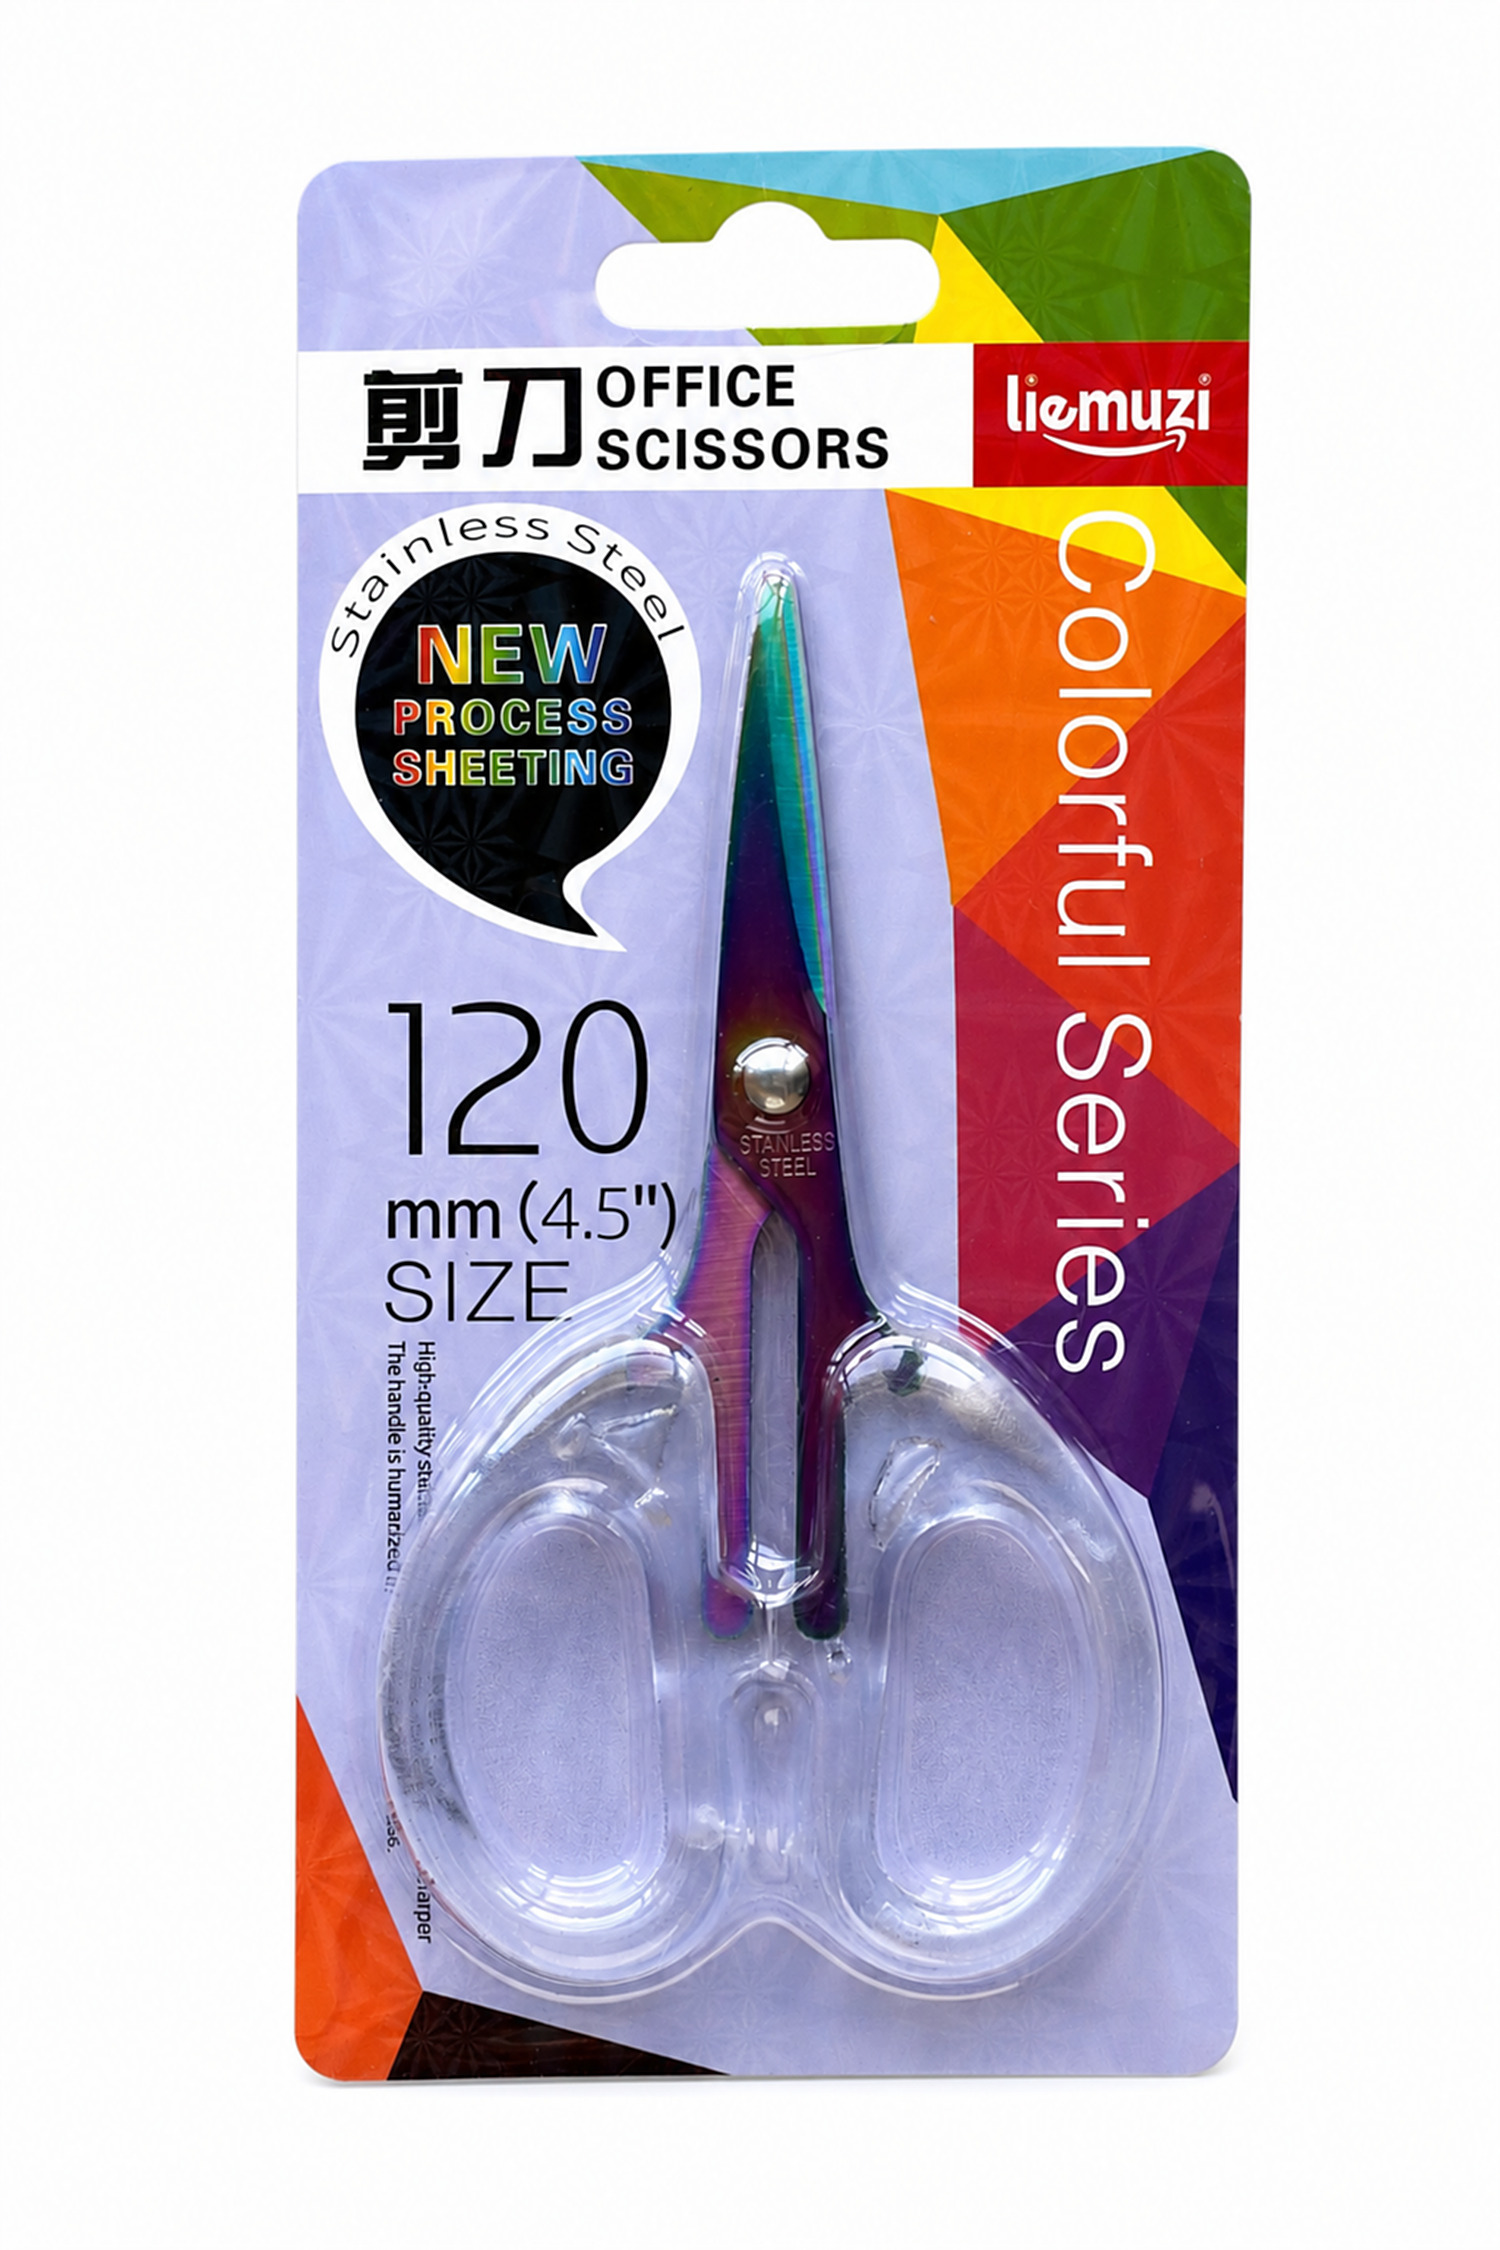 剪刀
OFFICE
SCISSORS
liemuzi®
Stainless Steel
NEW
PROCESS
SHEETING
Colorful Series
120
mm (4.5")
SIZE
STANLESS
STEEL
High-quality
The handle is humanized